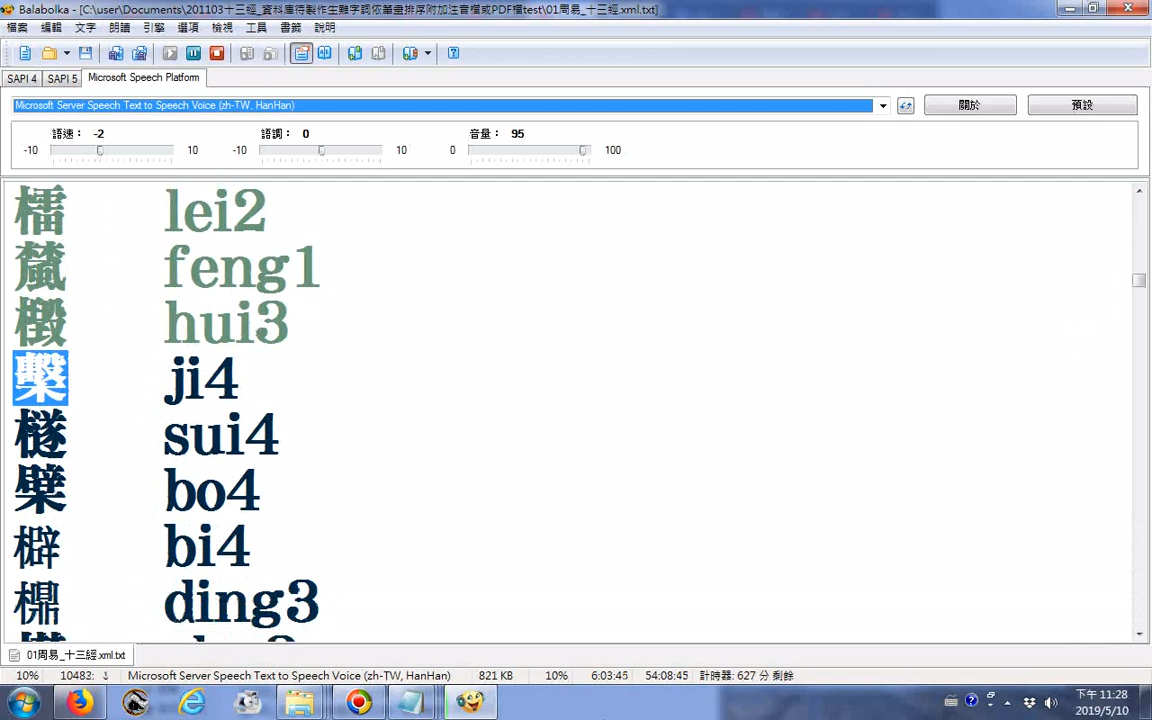 Balabolka - [C:\user\Documents\201103十三經_資料庫待製作生難字詞依筆畫排序附加注音檔或PDF檔test\01周易_十三經.xml.txt]
檔案 編輯 文字 朗讀 引擎 選項 檢視 工具 書籤 說明
SAPI 4 SAPI 5 Microsoft Speech Platform
Microsoft Server Speech Text to Speech Voice (zh-TW, HanHan) 關於 預設
語速： -2 語調： 0 音量： 95
-10 10 -10 10 0 100
檑 lei2
檒 feng1
檓 hui3
檕 ji4
檖 sui4
檗 bo4
檘 bi4
檙 ding3
01周易_十三經.xml.txt
10% 10482: Microsoft Server Speech Text to Speech Voice (zh-TW, HanHan) 821 KB 10% 6:03:45 54:08:45 計時器: 627 分 剩餘
下午 11:28
2019/5/10